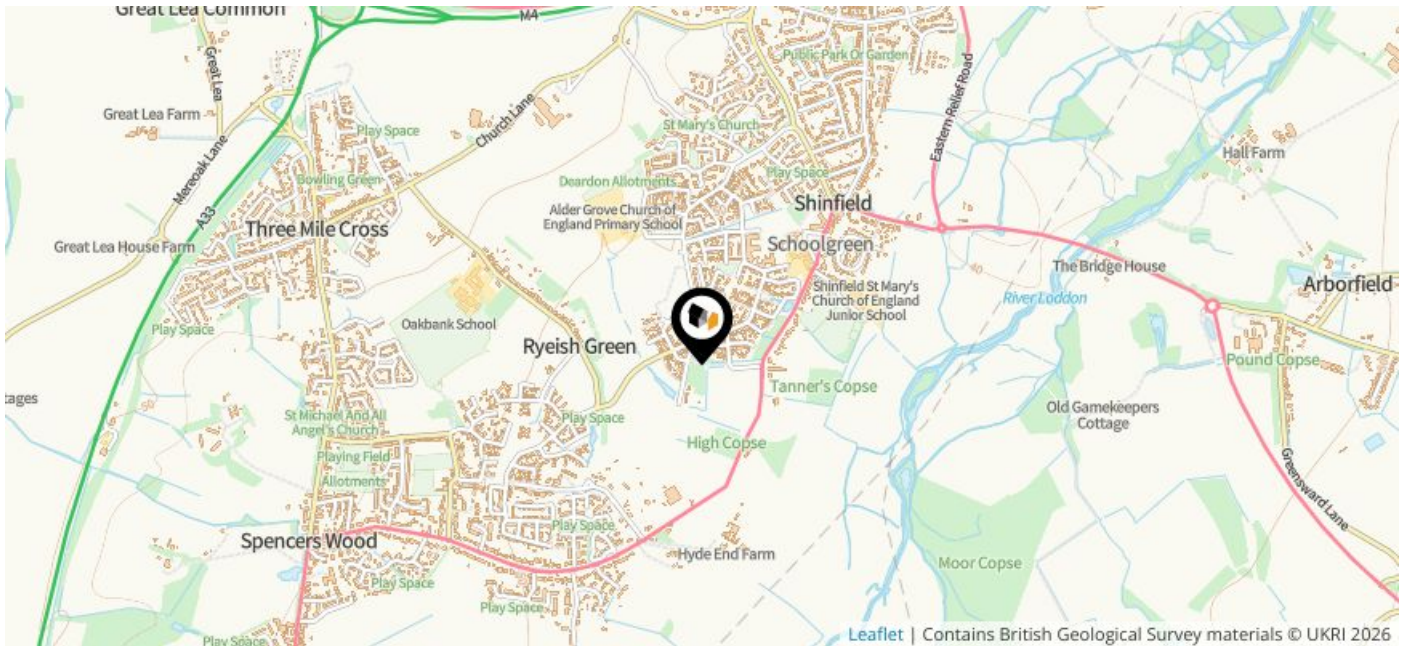 Great Lea Common
M4
Great Lea
Public Park Or Garden
Eastern Relief Road
Great Lea Farm
Church Lane
Play Space
St Mary's Church
Hall Farm
Mereoak Lane
Bowling Green
Deardon Allotments
Play Space
A33
Three Mile Cross
Alder Grove Church of
England Primary School
Shinfield
Great Lea House Farm
Schoolgreen
The Bridge House
Shinfield St Mary's
Church of England
Junior School
River Loddon
40
Arborfield
Play Space
Oakbank School
Ryeish Green
Pound Copse
Tanner's Copse
tages
St Michael And All
Angel's Church
Play Space
Old Gamekeepers
Cottage
High Copse
Playing Field
Allotments
Greensward Lane
Play Space
Spencers Wood
Hyde End Farm
Moor Copse
Play Space
Play Space
Play Space
Leaflet | Contains British Geological Survey materials © UKRI 2026